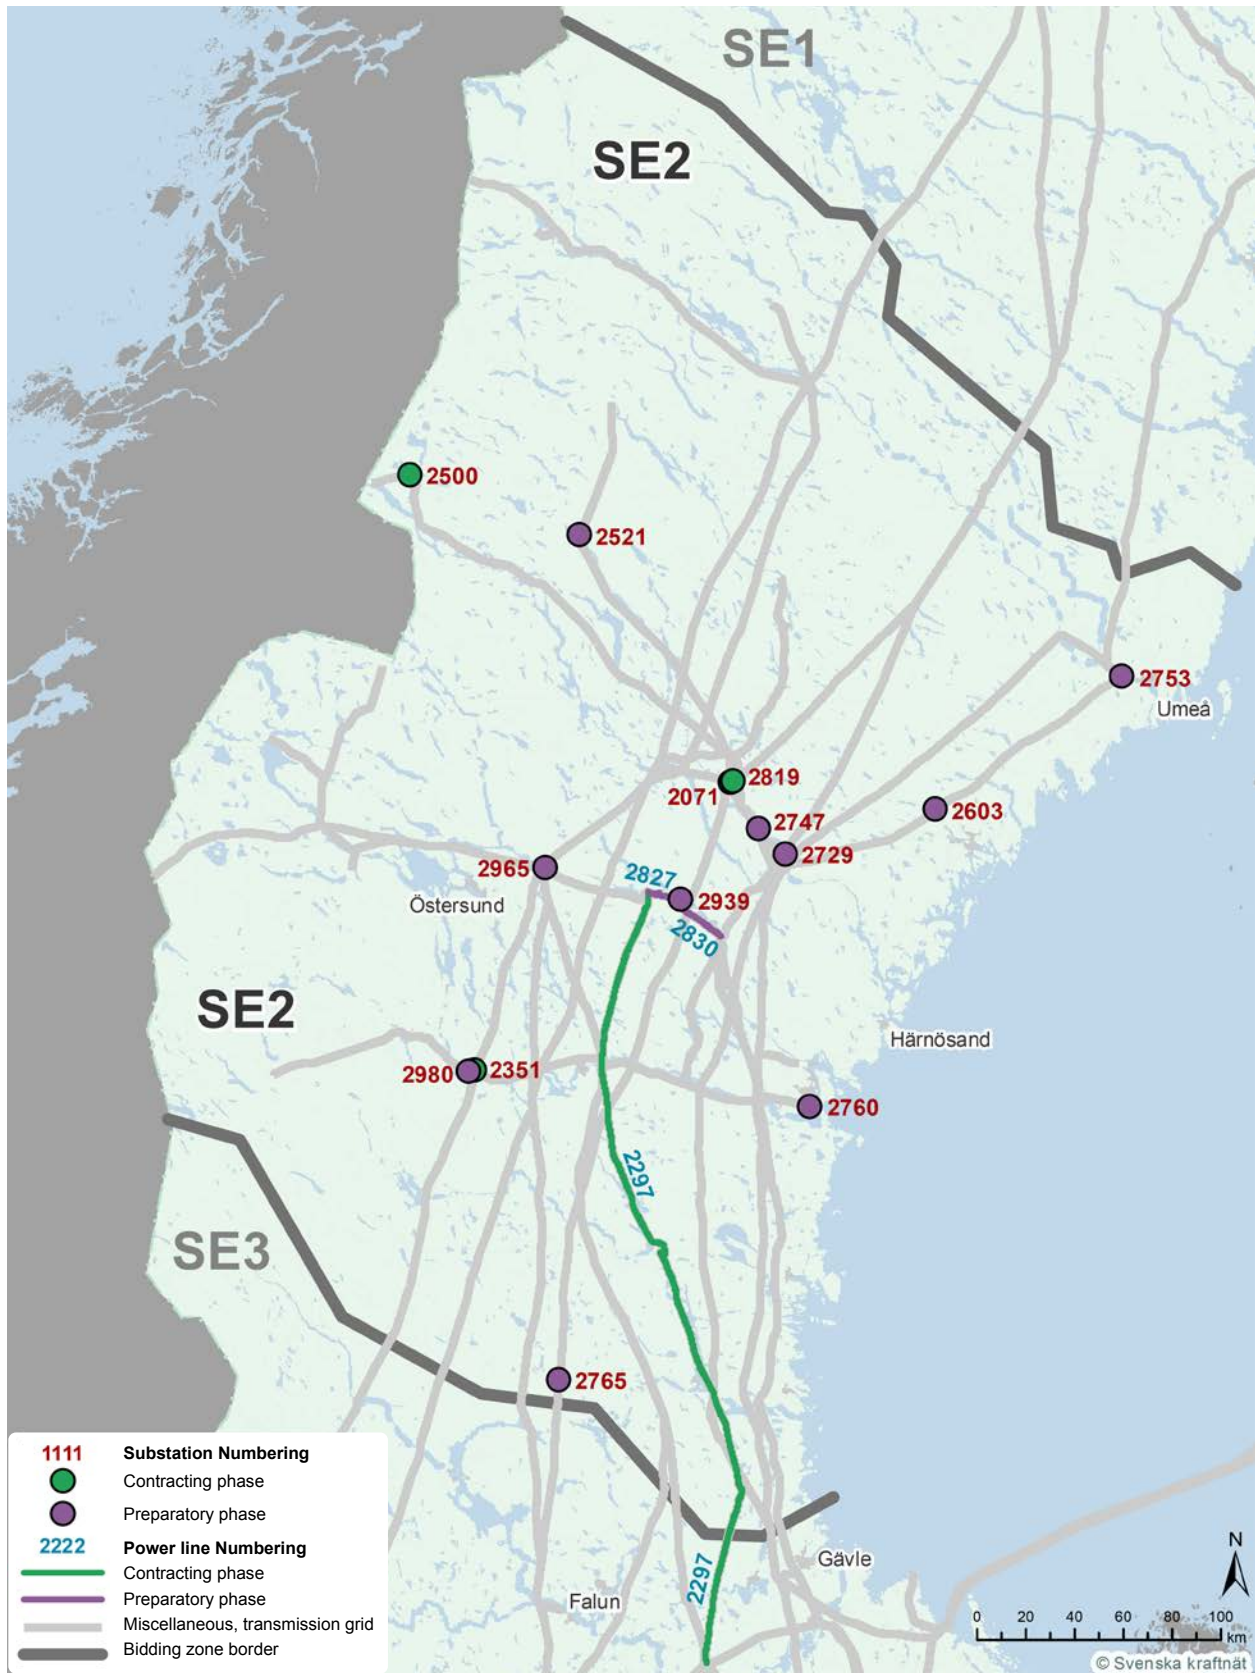 SE1
SE2
2500
2521
2753
Umeå
2819
2071
2747
2603
2729
2965
2827
2939
Östersund
2830
SE2
Härnösand
2980
2351
2760
2297
SE3
2765
1111 Substation Numbering
Contracting phase
Preparatory phase
2222 Power line Numbering
Contracting phase
Preparatory phase
Miscellaneous, transmission grid
Bidding zone border
2297
Gävle
Falun
N
0 20 40 60 80 100
km
© Svenska kraftnät